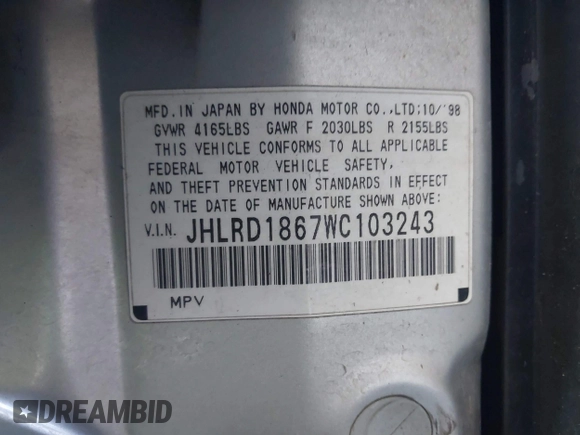 MFD.IN JAPAN BY HONDA MOTOR CO.,LTD:10/'98
GVWR 4165LBS GAWR F 2030LBS R 2155LBS
THIS VEHICLE CONFORMS TO ALL APPLICABLE
FEDERAL MOTOR VEHICLE SAFETY,
AND THEFT PREVENTION STANDARDS IN EFFECT
ON THE DATE OF MANUFACTURE SHOWN ABOVE:
V.I.N. JHLRD1867WC103243
MPV
DREAMBID